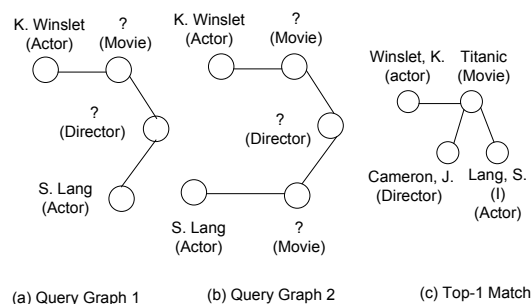 K. Winslet
(Actor)
?
(Movie)
?
(Director)
S. Lang
(Actor)
(a) Query Graph 1
K. Winslet
(Actor)
?
(Movie)
?
(Director)
S. Lang
(Actor)
?
(Movie)
(b) Query Graph 2
Winslet, K.
(actor)
Titanic
(Movie)
Cameron, J.
(Director)
Lang, S.
(I)
(Actor)
(c) Top-1 Match